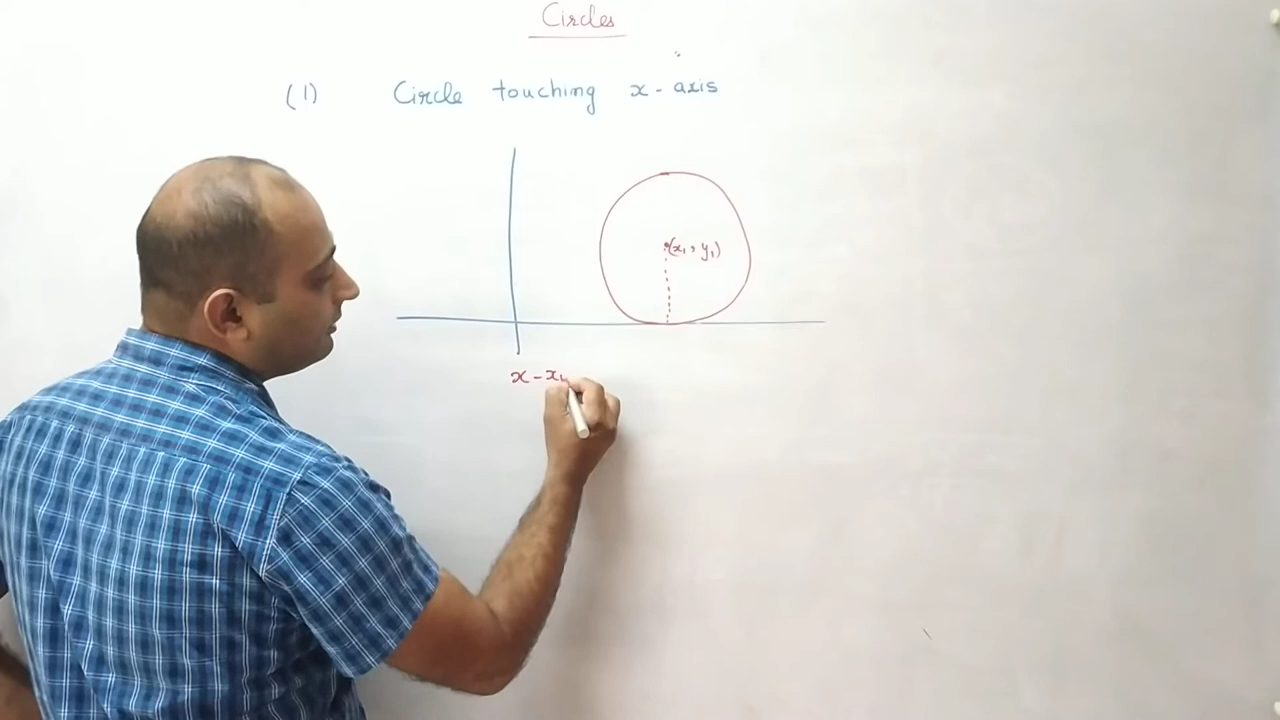 Circles
(1) Circle touching x-axis
(x₁, y₁)
x-x₁